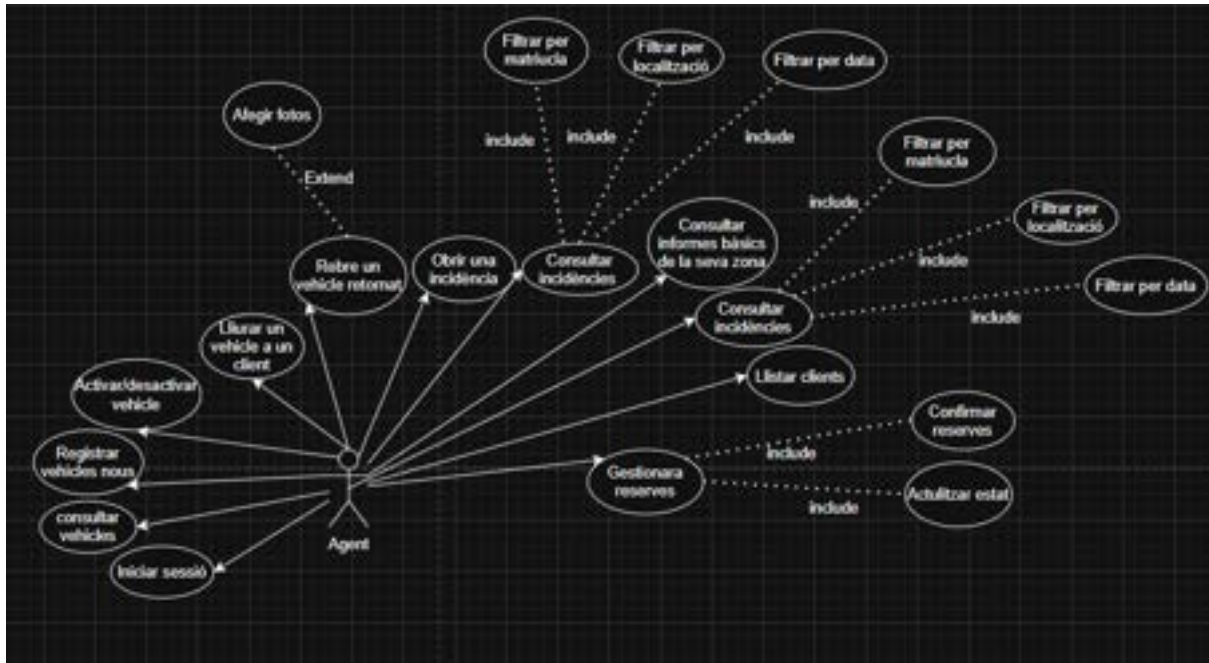 Filtrar per
matriucla
Filtrar per
localització
Filtrar per data
Afegir fotos
include
include
include
Filtrar per
matriucla
Extend
include
Consultar
informes bàsics
de la seva zona
Filtrar per
localització
Rebre un
vehicle retornat
Obrir una
incidència
Consultar
incidències
include
Filtrar per data
Consultar
incidències
include
Lliurar un
vehicle a un
client
Activar/desactivar
vehicle
Llistar clients
Confirmar
reserves
include
Registrar
vehicles nous
Gestionara
reserves
Actulitzar estat
include
consultar
vehicles
Agent
Iniciar sessió